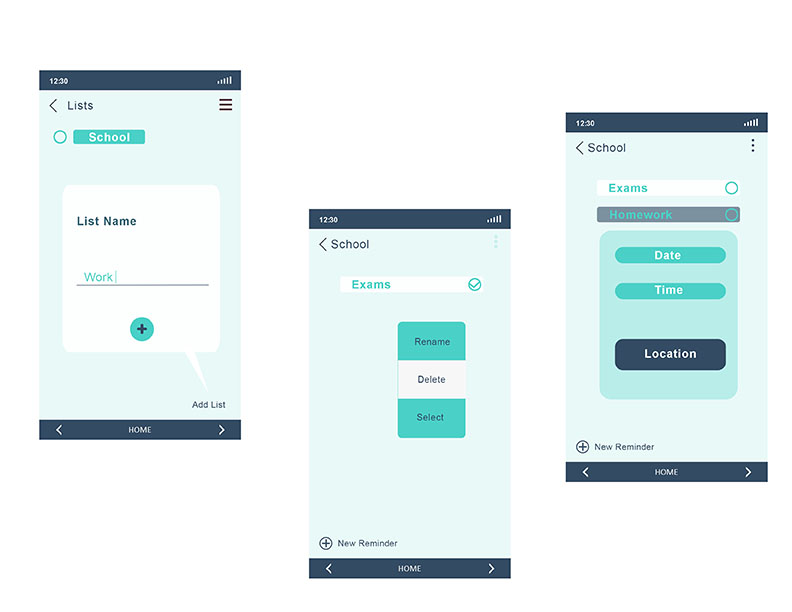 12:30
Lists
School
List Name
Work
Add List
HOME
12:30
School
Exams
Rename
Delete
Select
New Reminder
HOME
12:30
School
Exams
Homework
Date
Time
Location
New Reminder
HOME